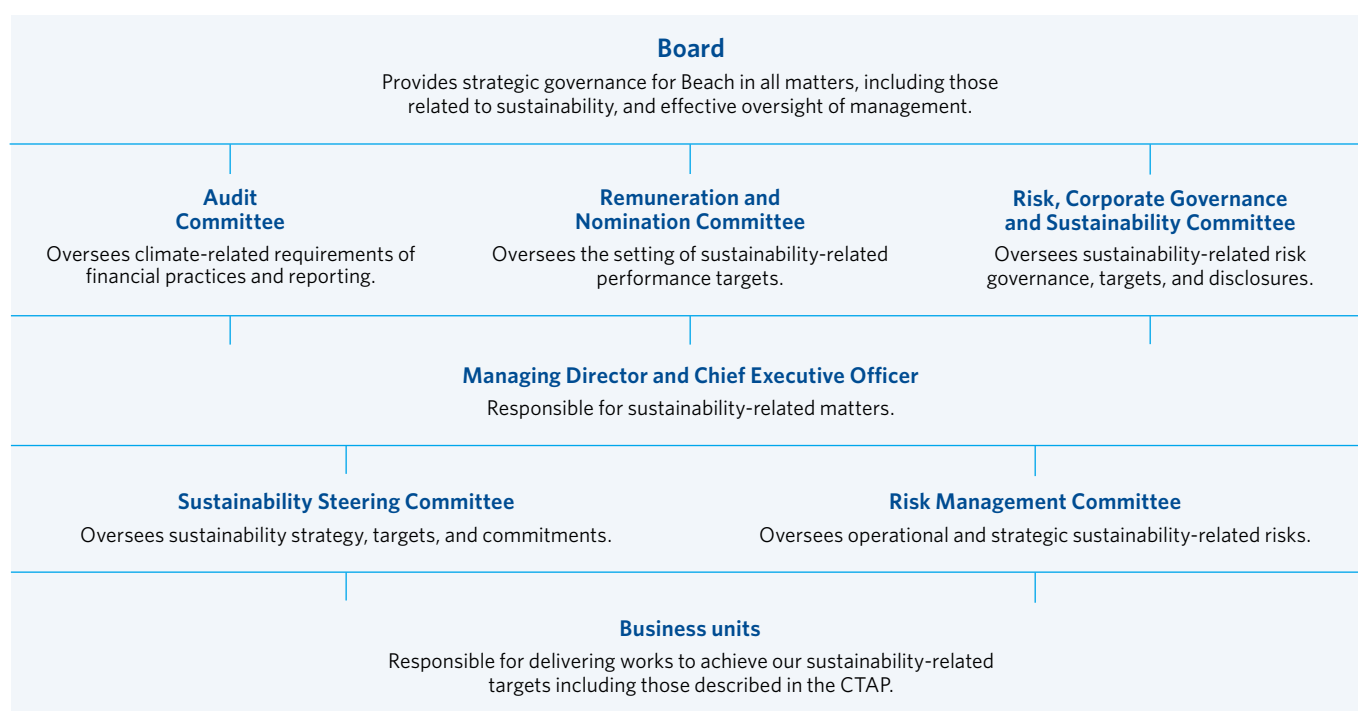 Board
Provides strategic governance for Beach in all matters, including those
related to sustainability, and effective oversight of management.
Audit
Committee
Oversees climate-related requirements of
financial practices and reporting.
Remuneration and
Nomination Committee
Oversees the setting of sustainability-related
performance targets.
Risk, Corporate Governance
and Sustainability Committee
Oversees sustainability-related risk
governance, targets, and disclosures.
Managing Director and Chief Executive Officer
Responsible for sustainability-related matters.
Sustainability Steering Committee
Oversees sustainability strategy, targets, and commitments.
Risk Management Committee
Oversees operational and strategic sustainability-related risks.
Business units
Responsible for delivering works to achieve our sustainability-related
targets including those described in the CTAP.